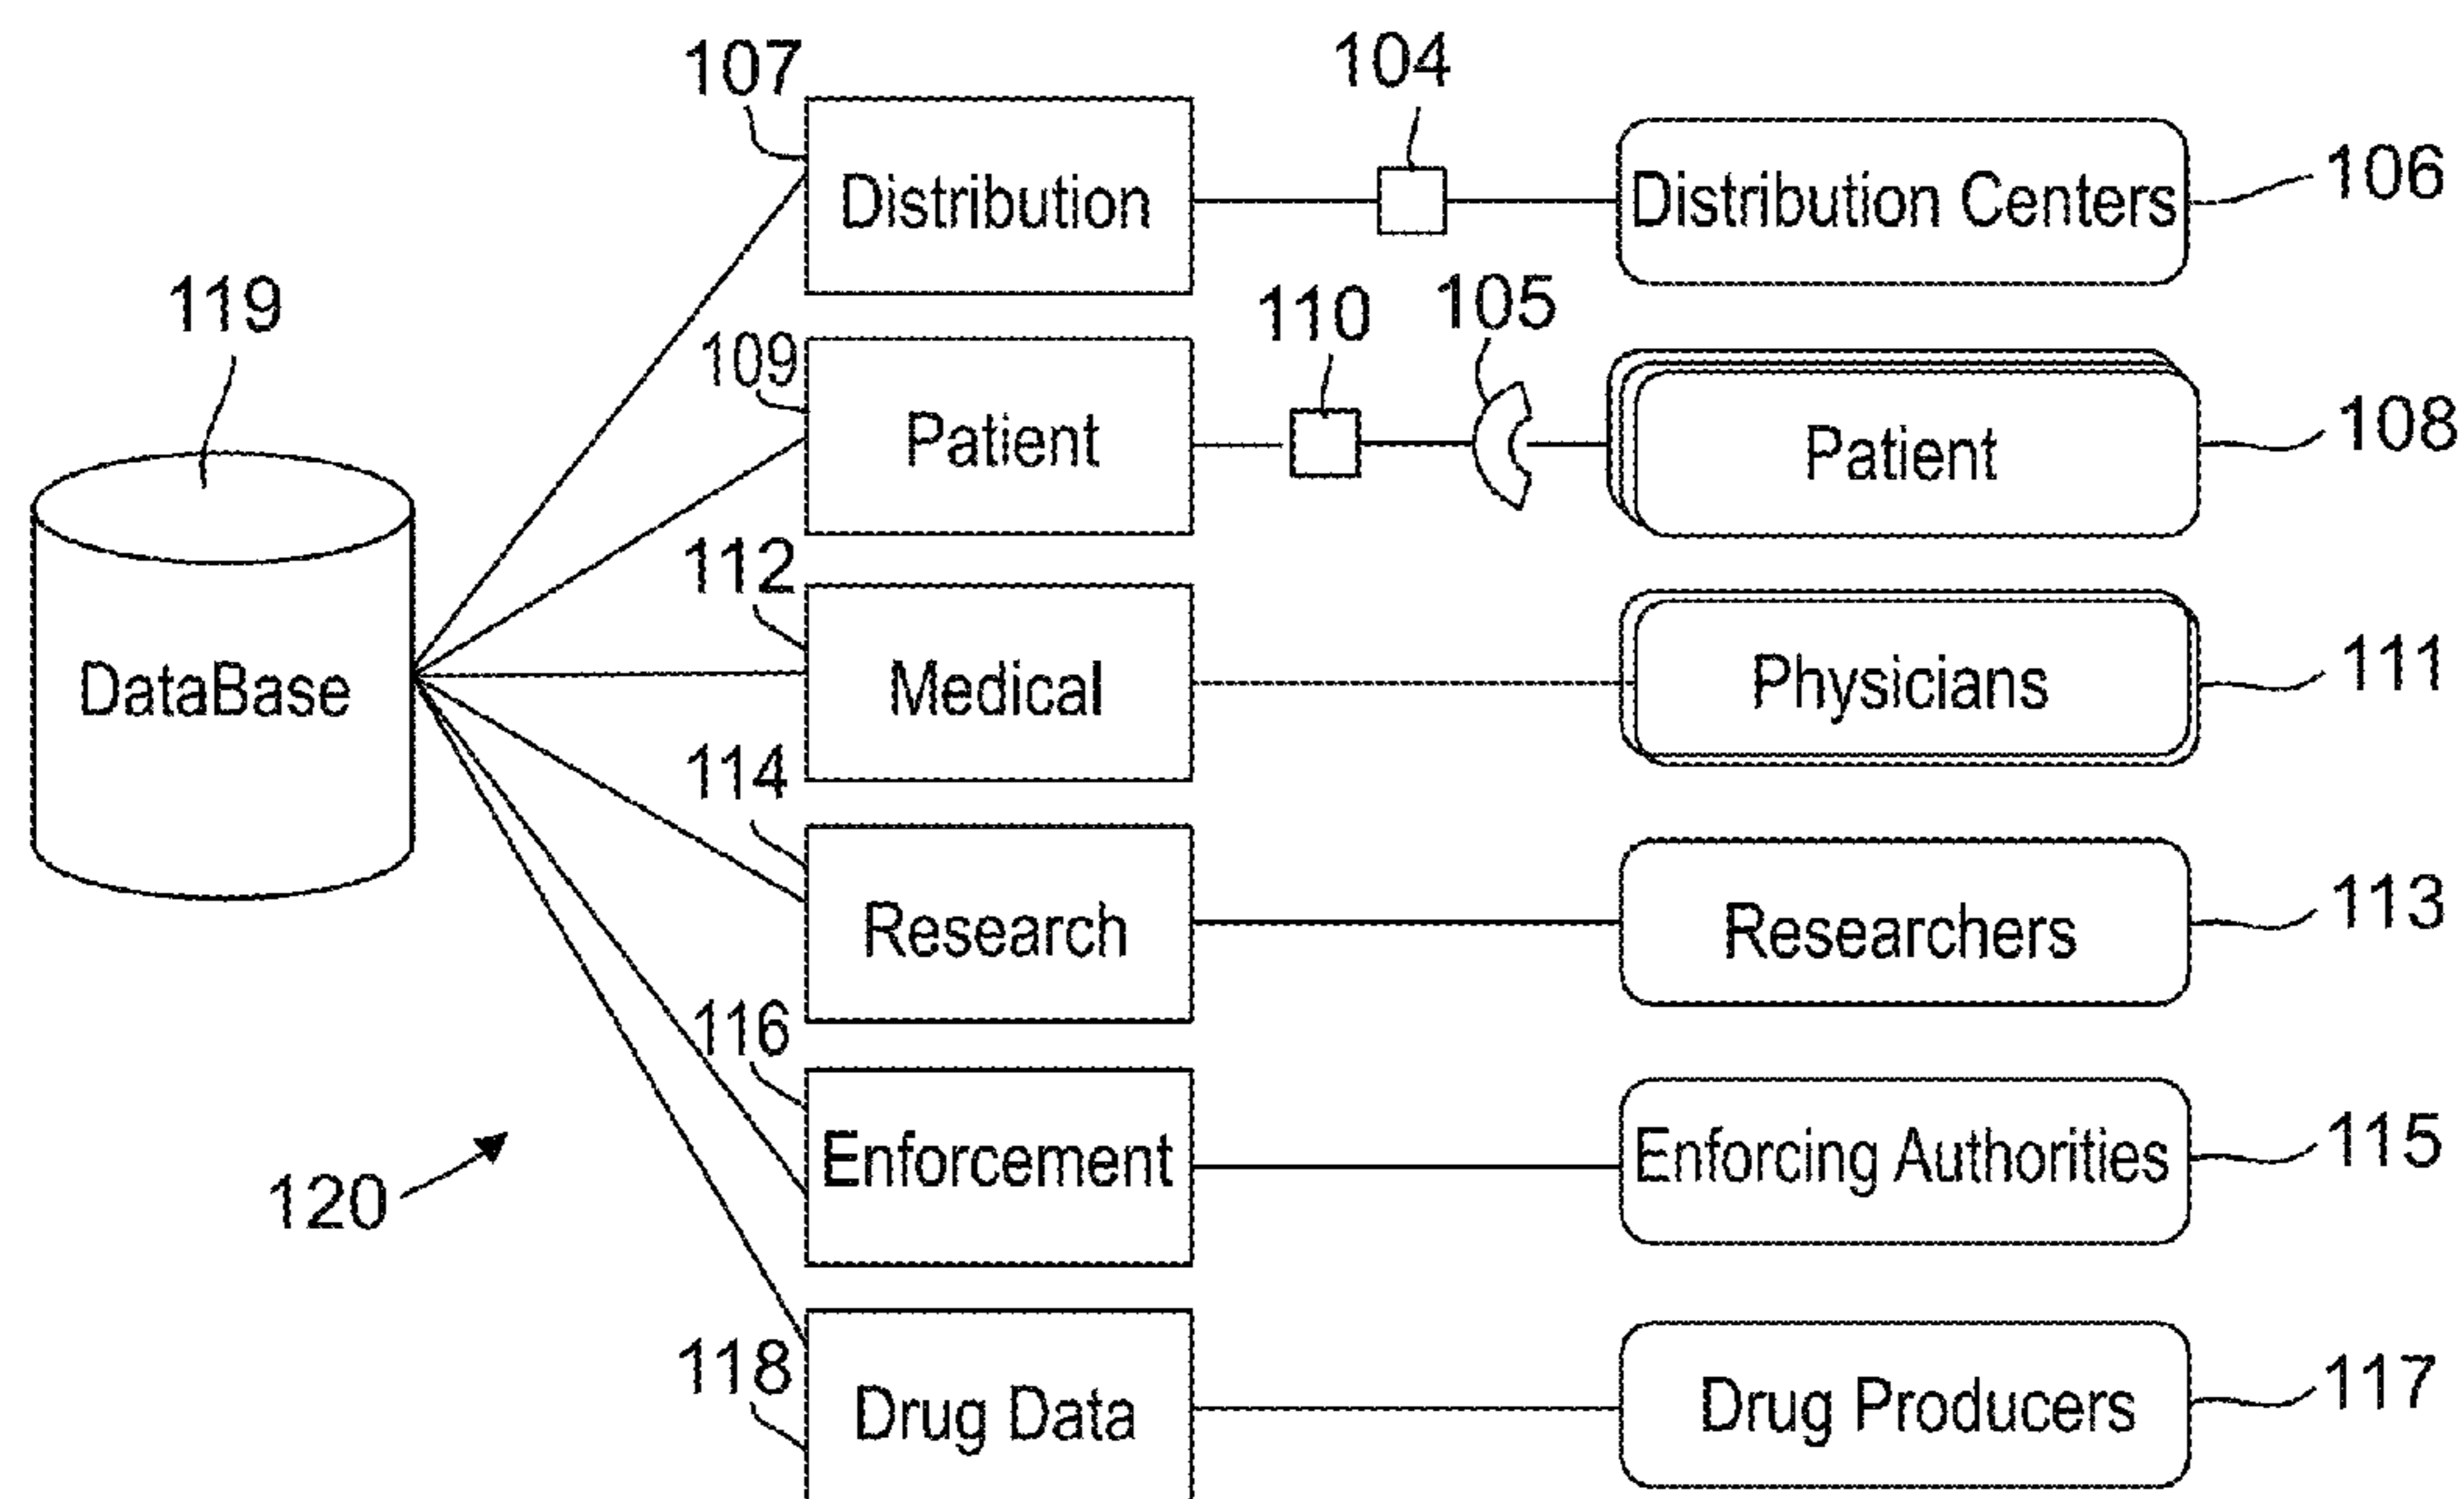 107
104
Distribution
Distribution Centers
106
119
109
110
105
Patient
Patient
108
DataBase
112
Medical
Physicians
111
114
Research
Researchers
113
116
Enforcement
Enforcing Authorities
115
120
118
Drug Data
Drug Producers
117